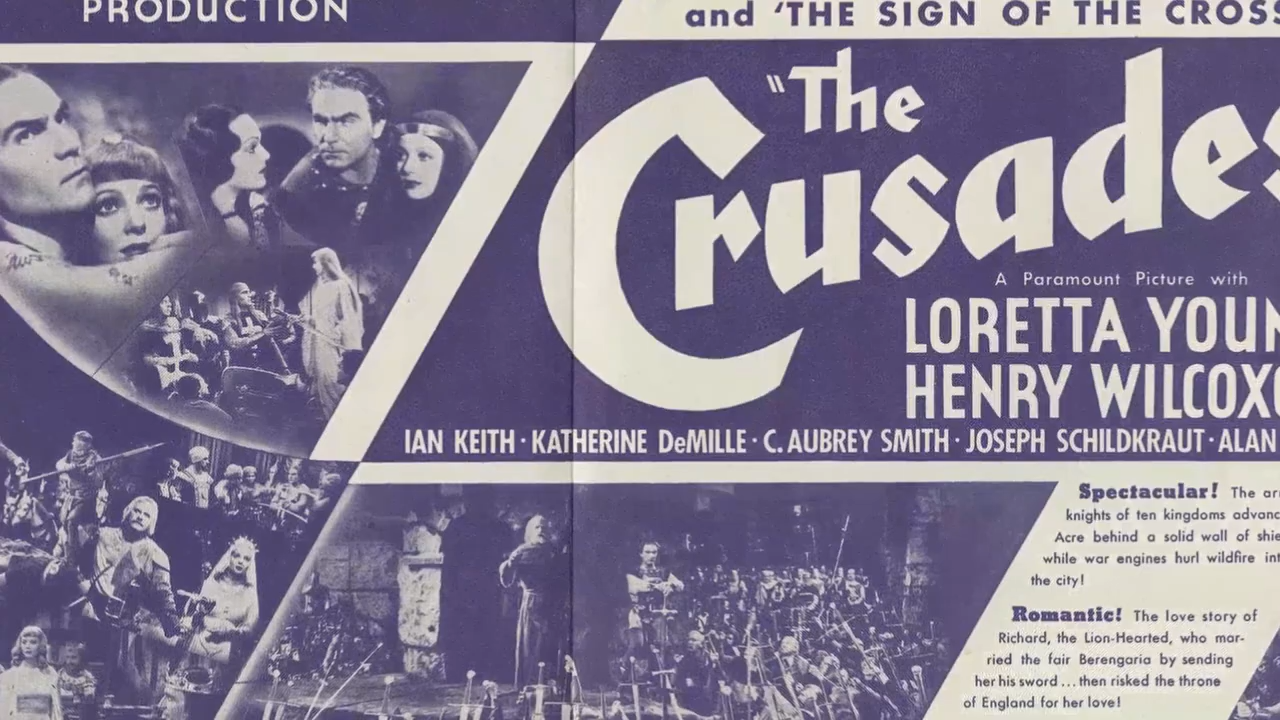 PRODUCTION
and 'THE SIGN OF THE CROSS
"The
Crusades
A Paramount Picture with
LORETTA YOUN
HENRY WILCOXO
IAN KEITH · KATHERINE DeMILLE · C. AUBREY SMITH · JOSEPH SCHILDKRAUT · ALAN
Spectacular! The ar
knights of ten kingdoms advanc
Acre behind a solid wall of shie
while war engines hurl wildfire int
the city!
Romantic! The love story of
Richard, the Lion-Hearted, who mar-
ried the fair Berengaria by sending
her his sword ... then risked the throne
of England for her love!